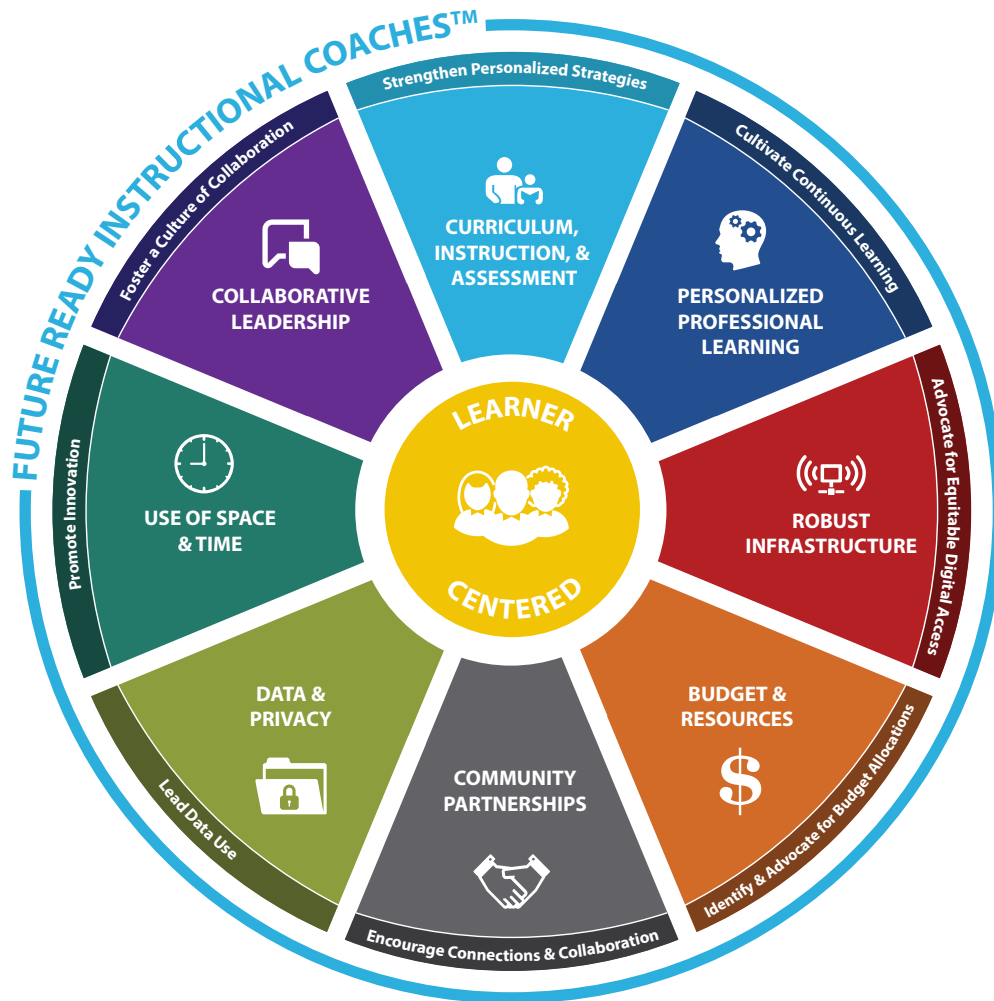 FUTURE READY INSTRUCTIONAL COACHES™
Strengthen Personalized Strategies
CURRICULUM,
INSTRUCTION, &
ASSESSMENT
Cultivate Continuous Learning
PERSONALIZED
PROFESSIONAL
LEARNING
Advocate for Equitable Digital Access
ROBUST
INFRASTRUCTURE
Identify & Advocate for Budget Allocations
BUDGET &
RESOURCES
$
Encourage Connections & Collaboration
COMMUNITY
PARTNERSHIPS
Lead Data Use
DATA &
PRIVACY
Promote Innovation
USE OF SPACE
& TIME
Foster a Culture of Collaboration
COLLABORATIVE
LEADERSHIP
LEARNER
CENTERED